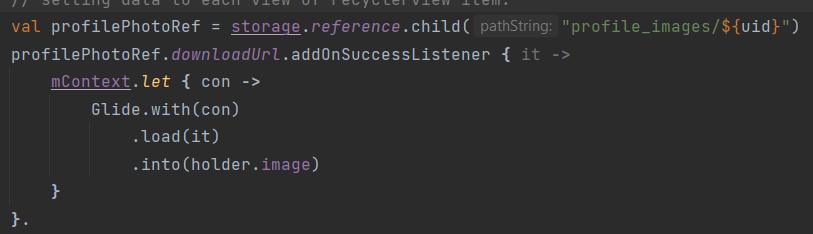 // setting data to each view of recyclerview item.
val profilePhotoRef = storage.reference.child( pathString: "profile_images/${uid}")
profilePhotoRef.downloadUrl.addOnSuccessListener { it ->
mContext.let { con ->
Glide.with(con)
.load(it)
.into(holder.image)
}
}.